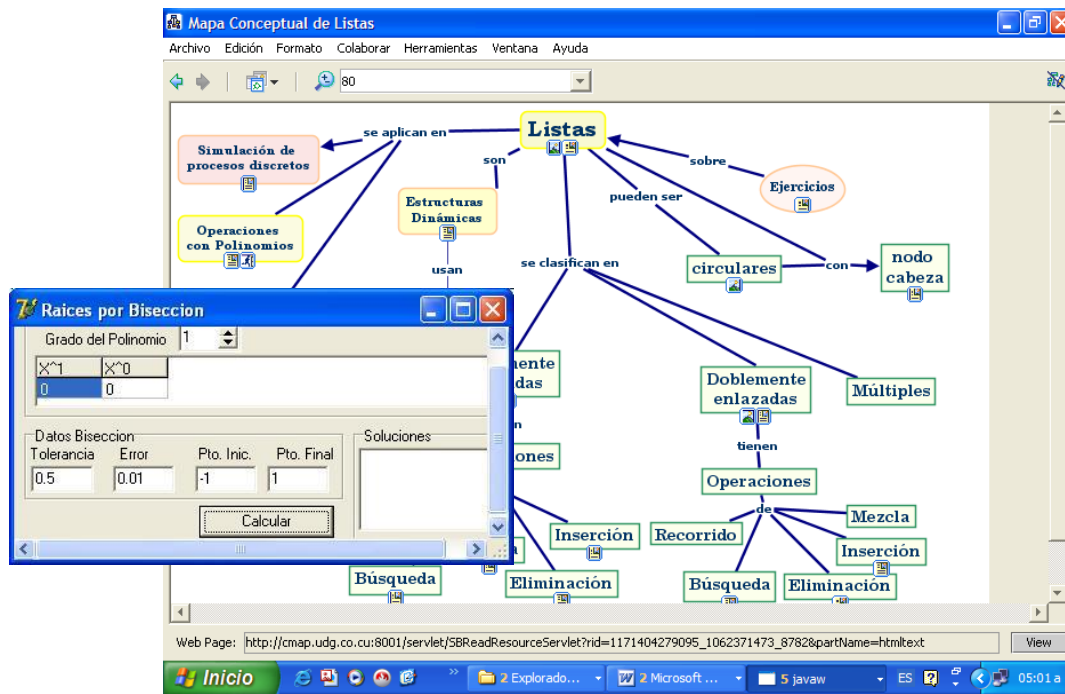 Mapa Conceptual de Listas
Archivo Edición Formato Colaborar Herramientas Ventana Ayuda
80
Listas
se aplican en
son
sobre
Simulación de
procesos discretos
Ejercicios
pueden ser
Estructuras
Dinámicas
Operaciones
con Polinomios
usan
se clasifican en
circulares
con
nodo
cabeza
Raices por Biseccion
Grado del Polinomio 1
X^1 X^0
0 0
Datos Biseccion
Tolerancia Error Pto. Inic. Pto. Final
0.5 0.01 -1 1
Soluciones
Calcular
mente
das
n
ones
Doblemente
enlazadas
Múltiples
tienen
Operaciones
de
Mezcla
Inserción
Recorrido
Inserción
Búsqueda
Eliminación
Búsqueda
Eliminación
Web Page: http://cmap.udg.co.cu:8001/servlet/SBReadResourceServlet?rid=1171404279095_1062371473_8782&partName=htmltext View
Inicio » 2 Explorado... 2 Microsoft ... 5 javaw ES 05:01 a